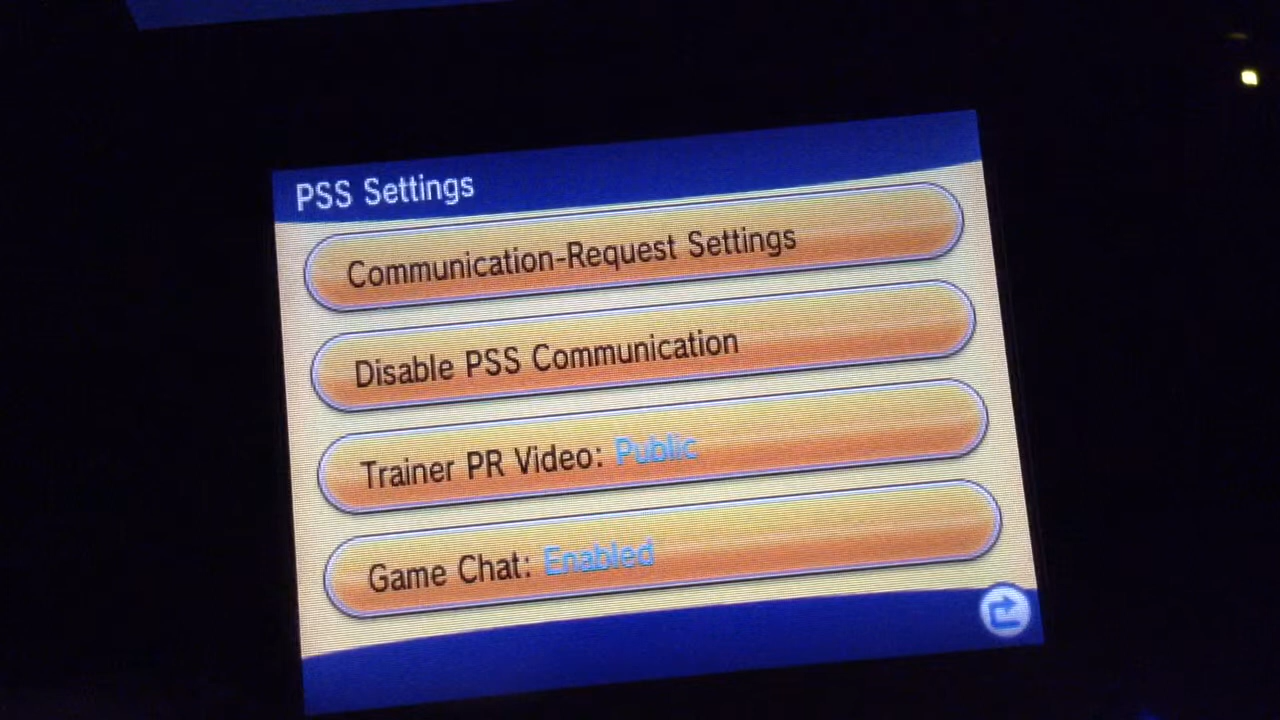 PSS Settings
Communication-Request Settings
Disable PSS Communication
Trainer PR Video: Public
Game Chat: Enabled